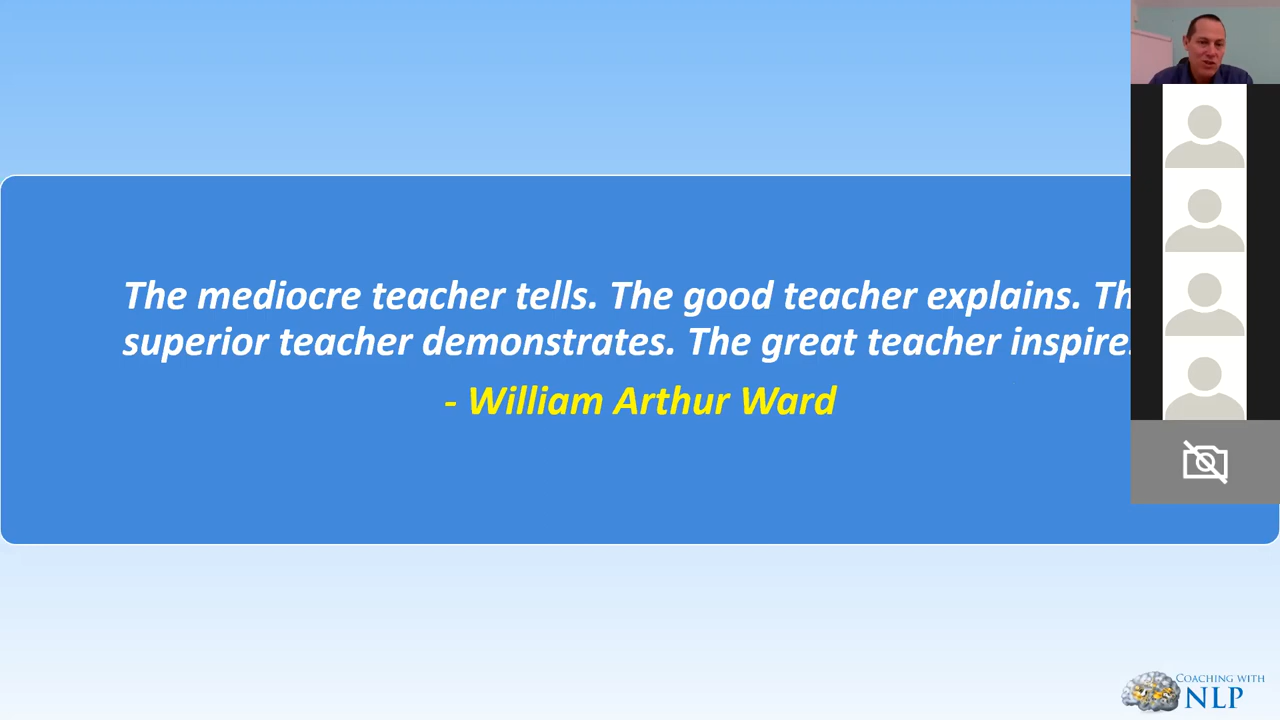 The mediocre teacher tells. The good teacher explains. Th
superior teacher demonstrates. The great teacher inspire
- William Arthur Ward
COACHING WITH
NLP